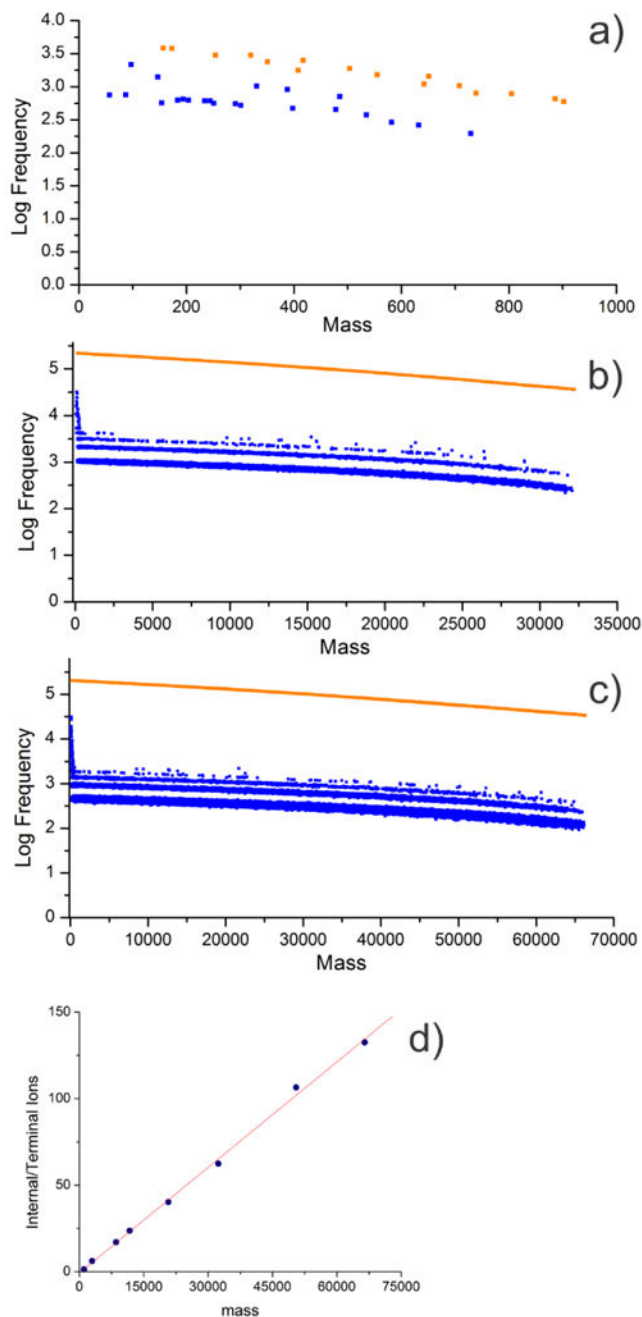 a)
4.0
3.5
3.0
2.5
2.0
1.5
1.0
0.5
0.0
Log Frequency
0 200 400 600 800 1000
Mass
b)
5
4
3
2
1
0
Log Frequency
0 5000 10000 15000 20000 25000 30000 35000
Mass
c)
5
4
3
2
1
0
Log Frequency
0 10000 20000 30000 40000 50000 60000 70000
Mass
d)
150
100
50
0
Internal/Terminal Ions
0 15000 30000 45000 60000 75000
mass